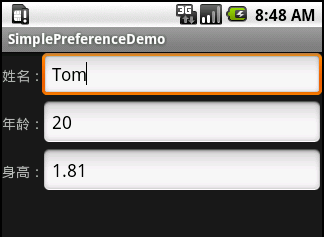 3G 8:48 AM
SimplePreferenceDemo
姓名： Tom
年龄： 20
身高： 1.81